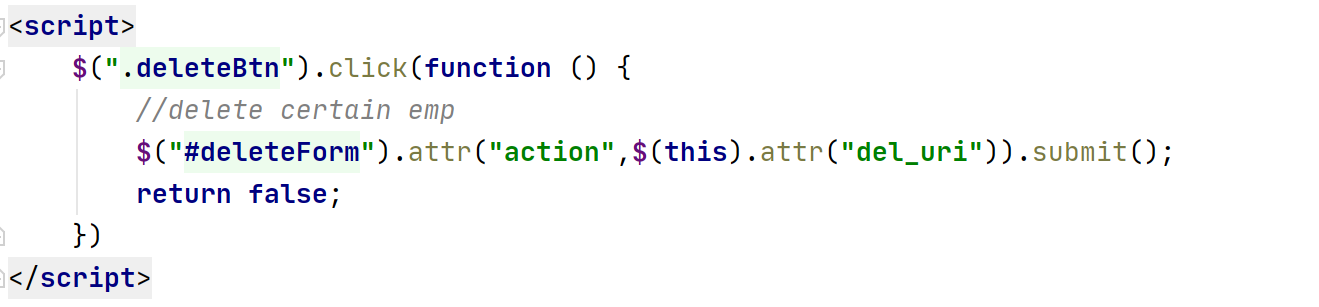 <script>
$(".deleteBtn").click(function () {
//delete certain emp
$("#deleteForm").attr("action",$(this).attr("del_uri")).submit();
return false;
})
</script>